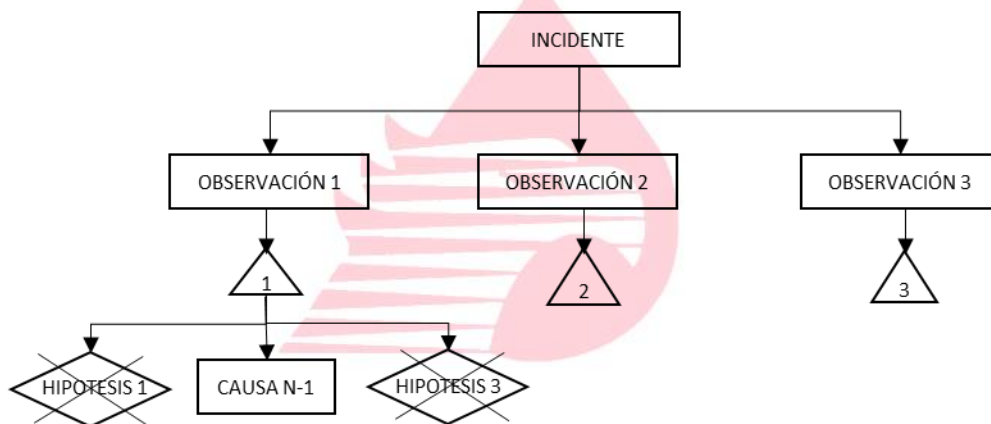 INCIDENTE
OBSERVACIÓN 1
OBSERVACIÓN 2
OBSERVACIÓN 3
1
2
3
HIPOTESIS 1
CAUSA N-1
HIPOTESIS 3